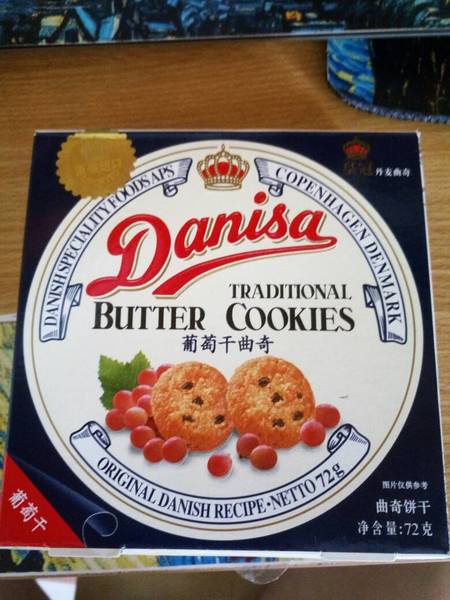 皇冠 丹麦曲奇
DANISH SPECIALITY FOODS APS
COPENHAGEN DENMARK
Danisa
TRADITIONAL
BUTTER COOKIES
葡萄干曲奇
ORIGINAL DANISH RECIPE·NETTO 72g
葡萄干
图片仅供参考
曲奇饼干
净含量:72克